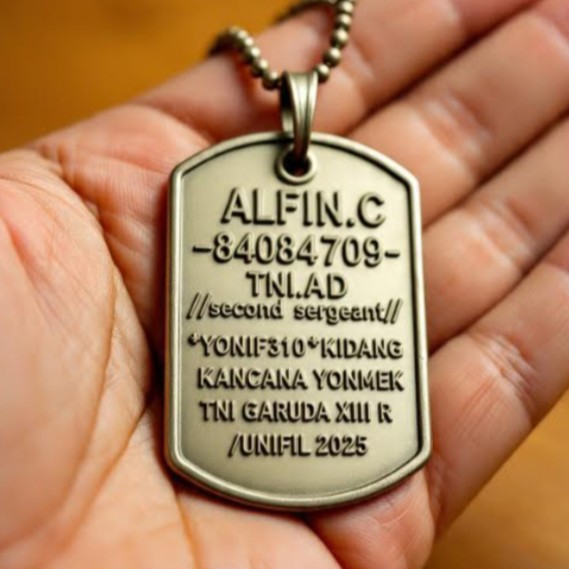 ALFIN.C
-84084709-
TNI.AD
//second sergeant//
*YONIF310*KIDANG
KANCANA YONMEK
TNI GARUDA XIII R
/UNIFIL 2025